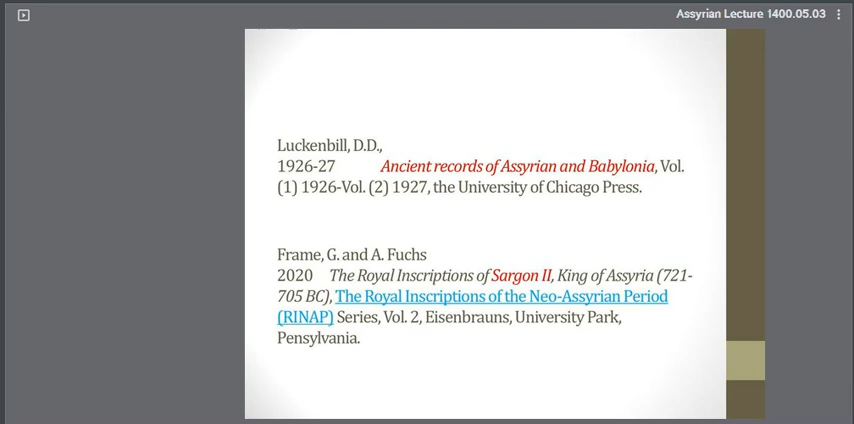 Assyrian Lecture 1400.05.03
Luckenbill, D.D.,
1926-27 Ancient records of Assyrian and Babylonia, Vol.
(1) 1926-Vol. (2) 1927, the University of Chicago Press.
Frame, G. and A. Fuchs
2020 The Royal Inscriptions of Sargon II, King of Assyria (721-
705 BC), The Royal Inscriptions of the Neo-Assyrian Period
(RINAP) Series, Vol. 2, Eisenbrauns, University Park,
Pensylvania.